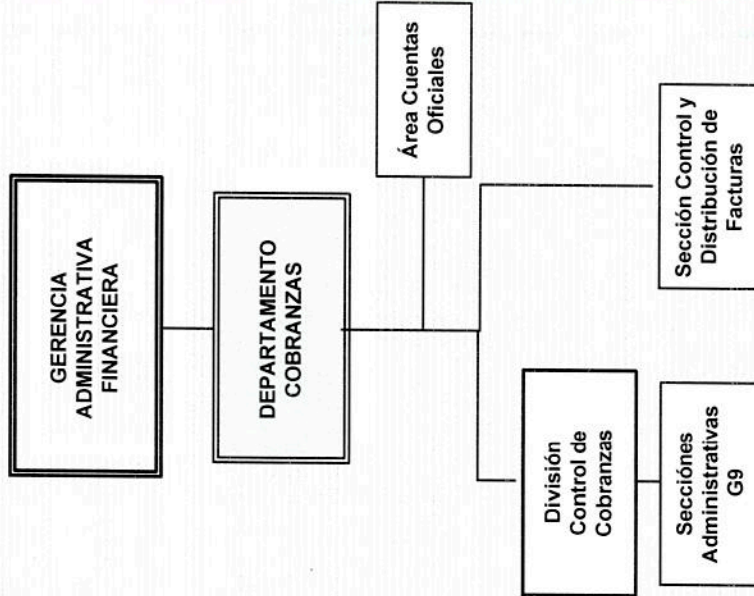 GERENCIA
ADMINISTRATIVA
FINANCIERA
DEPARTAMENTO
COBRANZAS
Área Cuentas
Oficiales
División
Control de
Cobranzas
Sección Control y
Distribución de
Facturas
Secciónes
Administrativas
G9